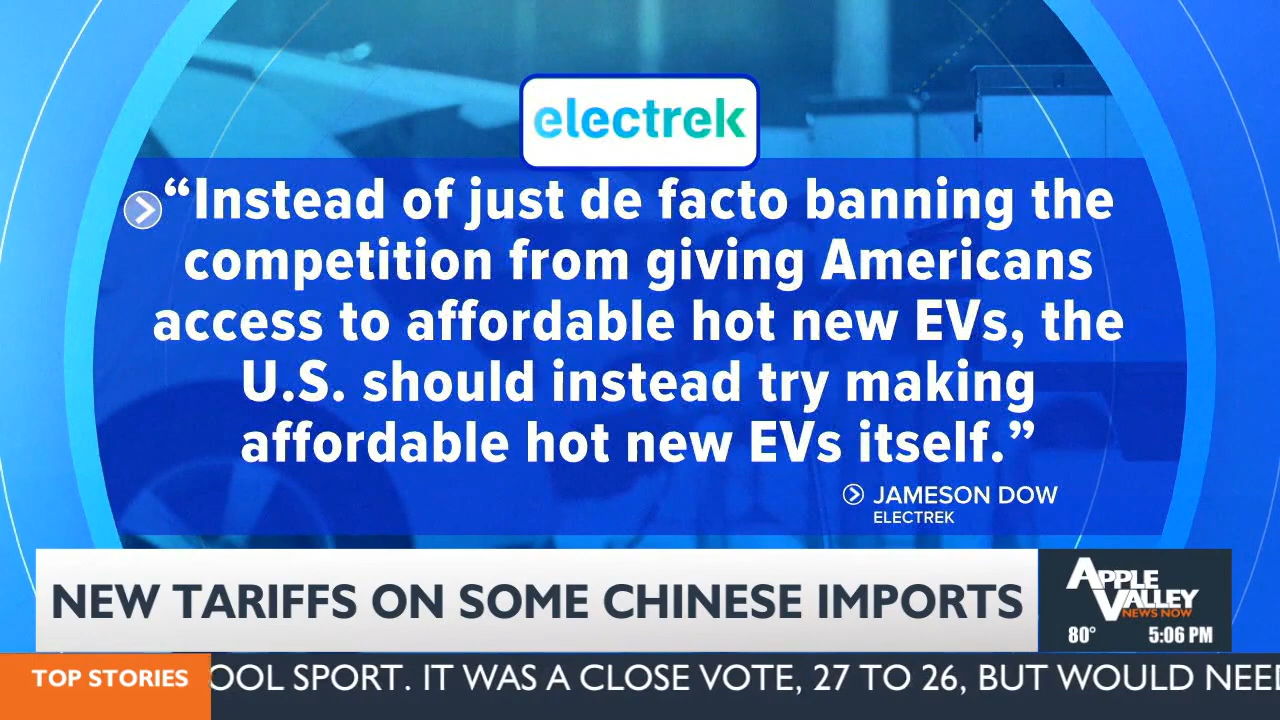 electrek
“Instead of just de facto banning the
competition from giving Americans
access to affordable hot new EVs, the
U.S. should instead try making
affordable hot new EVs itself.”
JAMESON DOW
ELECTREK
NEW TARIFFS ON SOME CHINESE IMPORTS
APPLE
VALLEY
NEWS NOW
80° 5:06 PM
TOP STORIES OOL SPORT. IT WAS A CLOSE VOTE, 27 TO 26, BUT WOULD NEE